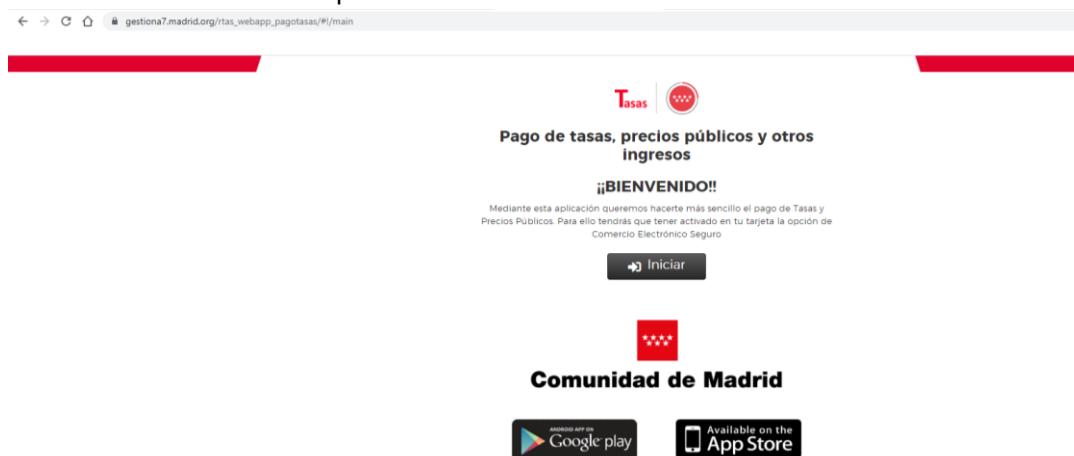 gestiona7.madrid.org/rtas_webapp_pagotasas/#!/main
Tasas
Pago de tasas, precios públicos y otros
ingresos
¡¡BIENVENIDO!!
Mediante esta aplicación queremos hacerte más sencillo el pago de Tasas y
Precios Públicos. Para ello tendrás que tener activado en tu tarjeta la opción de
Comercio Electrónico Seguro
Iniciar
Comunidad de Madrid
ANDROID APP ON
Google play
Available on the
App Store